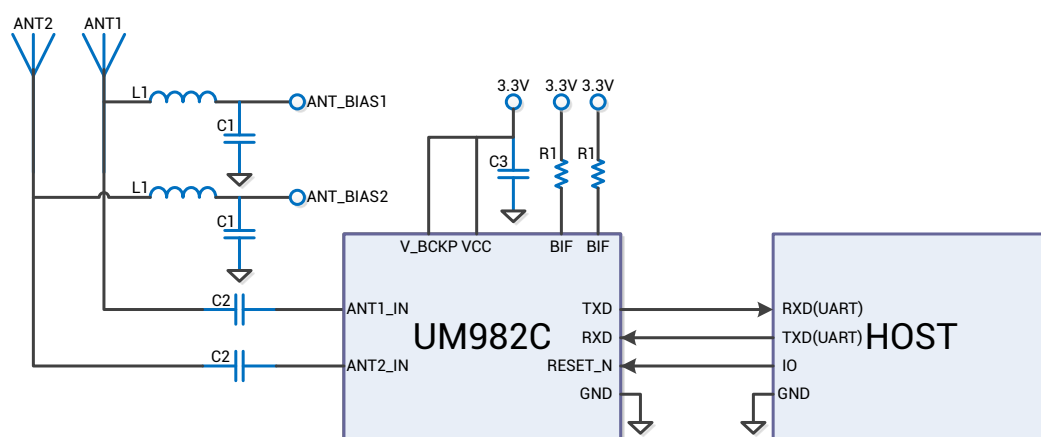 ANT2 ANT1
3.3V 3.3V 3.3V
L1 ANT_BIAS1
C1
C3 R1 R1
L1 ANT_BIAS2
C1
V_BCKP VCC BIF BIF
C2 ANT1_IN TXD RXD(UART)
UM982C RXD TXD(UART) HOST
C2 ANT2_IN RESET_N IO
GND GND